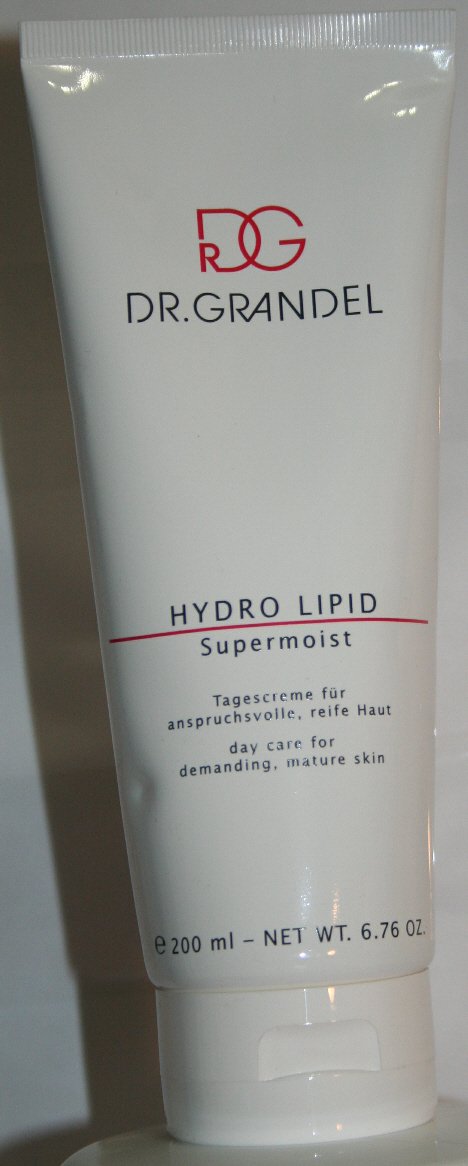 DRG
DR.GRANDEL
HYDRO LIPID
Supermoist
Tagescreme für
anspruchsvolle, reife Haut
day care for
demanding, mature skin
℮ 200 ml – NET WT. 6.76 OZ.